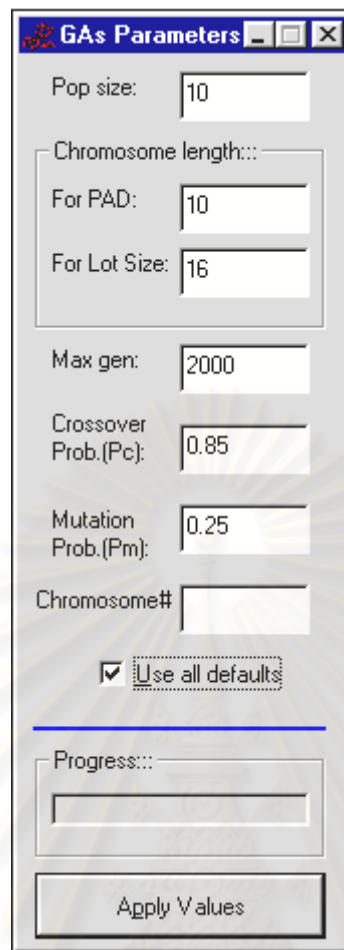 GAs Parameters
Pop size: 10
Chromosome length:::
For PAD: 10
For Lot Size: 16
Max gen: 2000
Crossover
Prob.(Pc): 0.85
Mutation
Prob.(Pm): 0.25
Chromosome#
Use all defaults
Progress:::
Apply Values